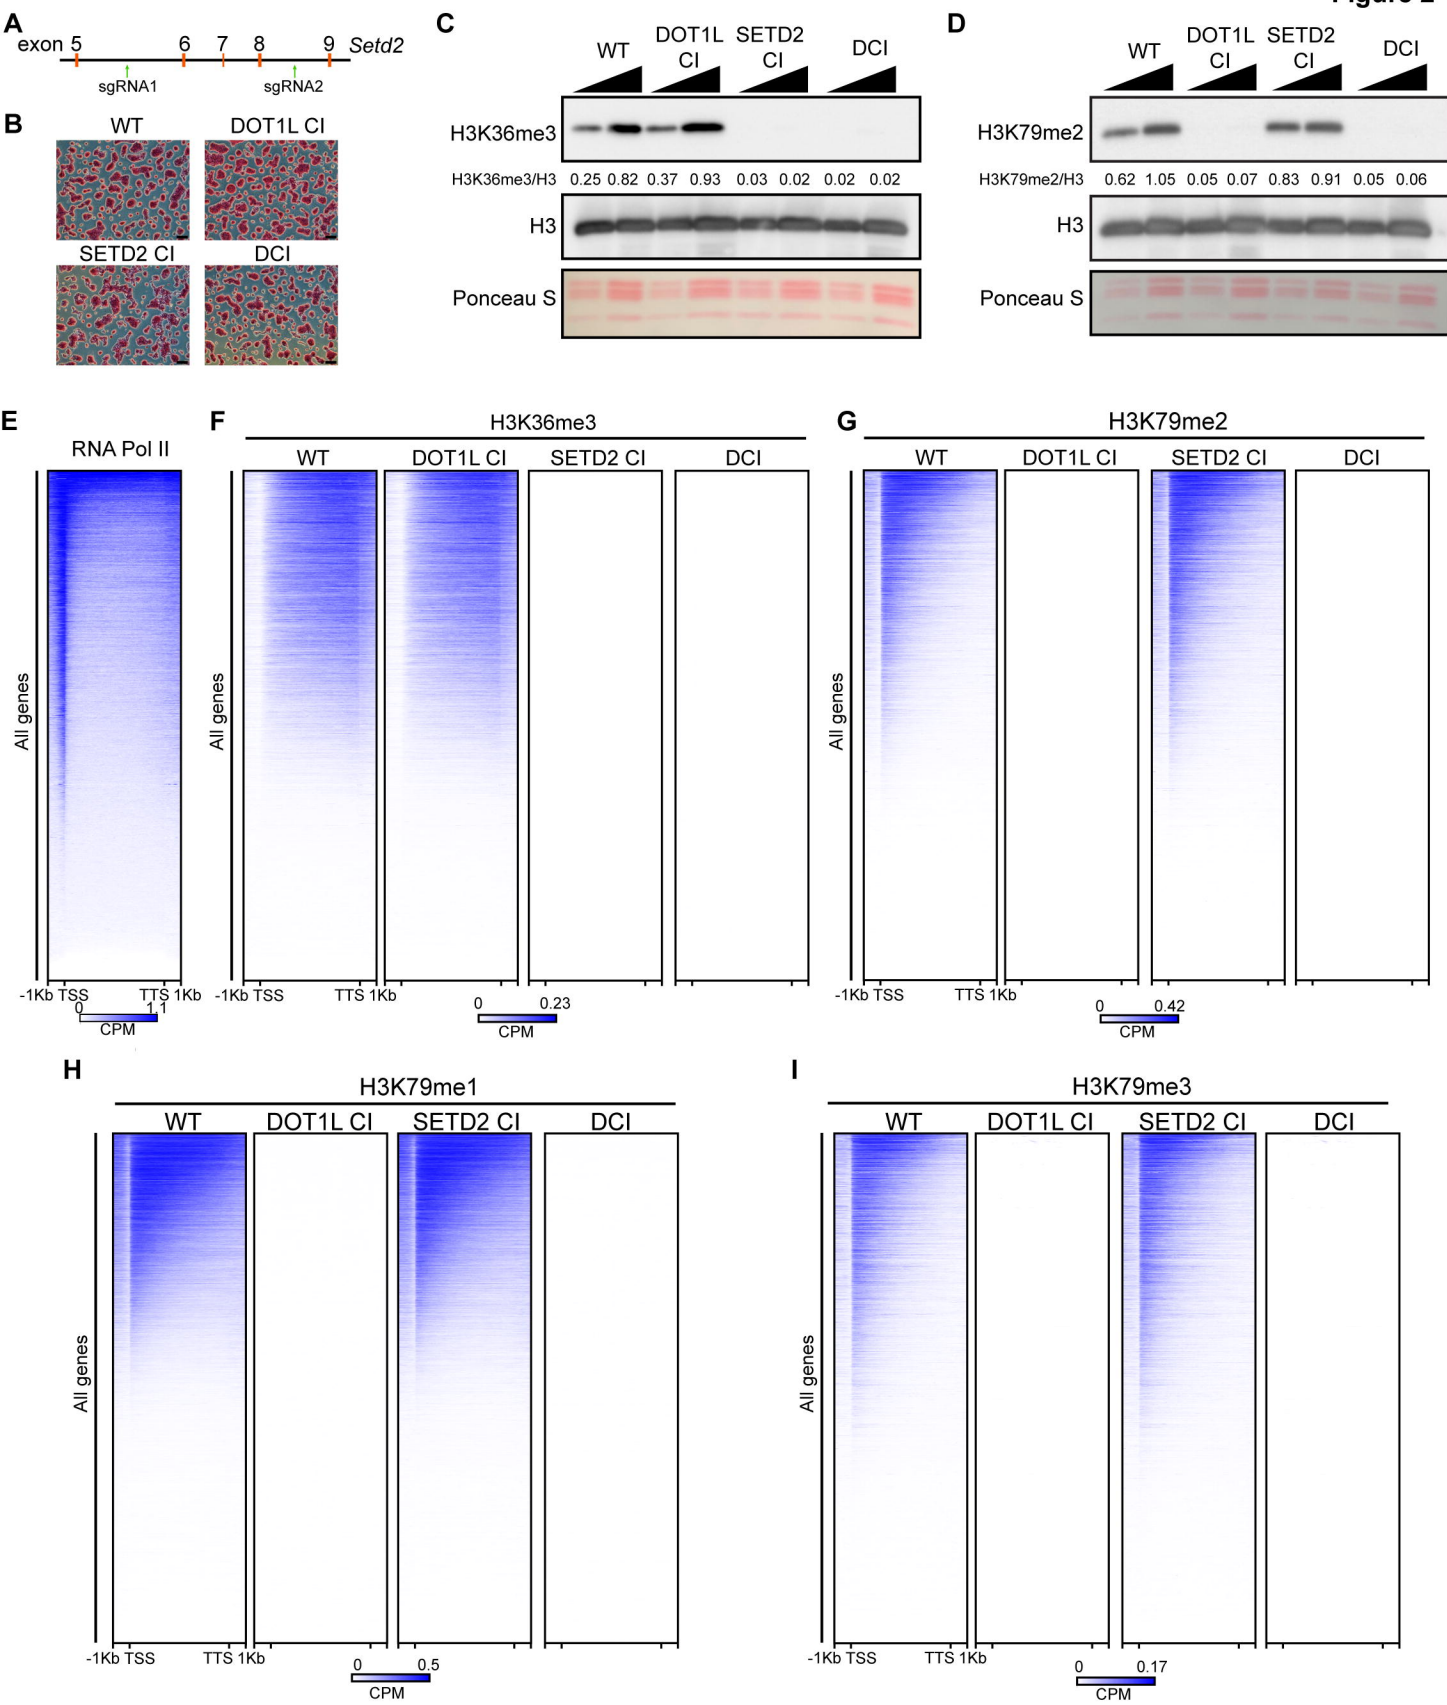 A
exon 5 6 7 8 9 Setd2
sgRNA1 sgRNA2
B
WT DOT1L CI
SETD2 CI DCI
C
WT DOT1L CI SETD2 CI DCI
H3K36me3
H3K36me3/H3 0.25 0.82 0.37 0.93 0.03 0.02 0.02 0.02
H3
Ponceau S
D
WT DOT1L CI SETD2 CI DCI
H3K79me2
H3K79me2/H3 0.62 1.05 0.05 0.07 0.83 0.91 0.05 0.06
H3
Ponceau S
E
RNA Pol II
All genes
-1Kb TSS TTS 1Kb
0 1.1
CPM
F
H3K36me3
WT DOT1L CI SETD2 CI DCI
All genes
-1Kb TSS TTS 1Kb
0 0.23
CPM
G
H3K79me2
WT DOT1L CI SETD2 CI DCI
All genes
-1Kb TSS TTS 1Kb
0 0.42
CPM
H
H3K79me1
WT DOT1L CI SETD2 CI DCI
All genes
-1Kb TSS TTS 1Kb
0 0.5
CPM
I
H3K79me3
WT DOT1L CI SETD2 CI DCI
All genes
-1Kb TSS TTS 1Kb
0 0.17
CPM